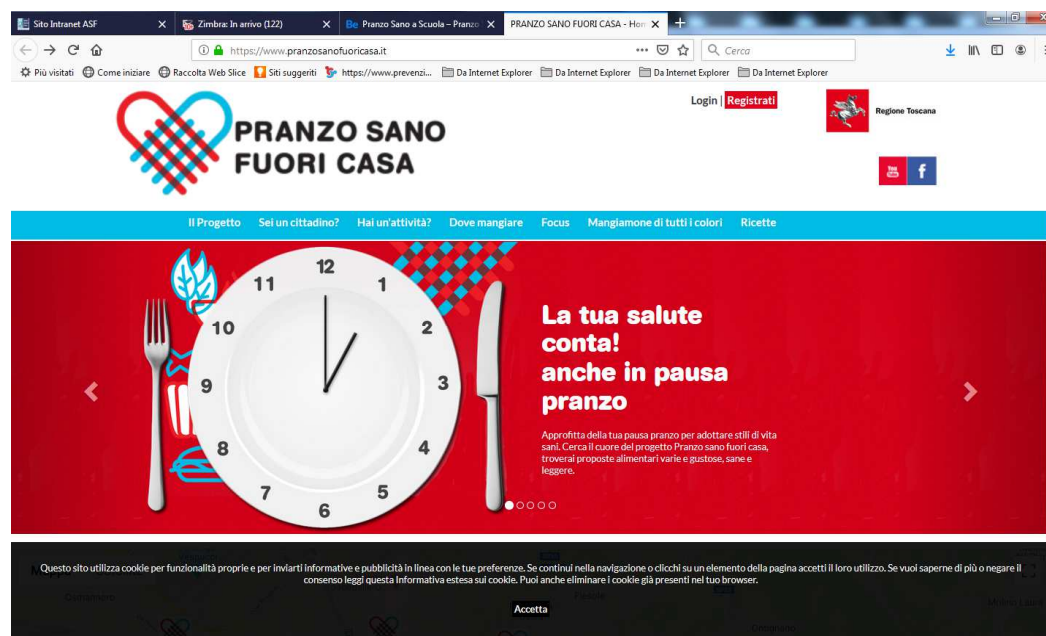 Sito Intranet ASF
Zimbra: In arrivo (122)
Be Pranzo Sano a Scuola – Pranzo
PRANZO SANO FUORI CASA - Hom
https://www.pranzosanofuoricasa.it
Cerca
Più visitati Come iniziare Raccolta Web Slice Siti suggeriti https://www.prevenzi... Da Internet Explorer Da Internet Explorer Da Internet Explorer Da Internet Explorer
PRANZO SANO
FUORI CASA
Login | Registrati
Regione Toscana
You
f
Il Progetto Sei un cittadino? Hai un'attività? Dove mangiare Focus Mangiamone di tutti i colori Ricette
12
11
1
10
2
9
3
8
4
7
5
6
La tua salute
conta!
anche in pausa
pranzo
Approfitta della tua pausa pranzo per adottare stili di vita
sani. Cerca il cuore del progetto Pranzo sano fuori casa,
troverai proposte alimentari varie e gustose, sane e
leggere.
Questo sito utilizza cookie per funzionalità proprie e per inviarti informative e pubblicità in linea con le tue preferenze. Se continui nella navigazione o clicchi su un elemento della pagina accetti il loro utilizzo. Se vuoi saperne di più o negare il
consenso leggi questa Informativa estesa sui cookie. Puoi anche eliminare i cookie già presenti nel tuo browser.
Accetta